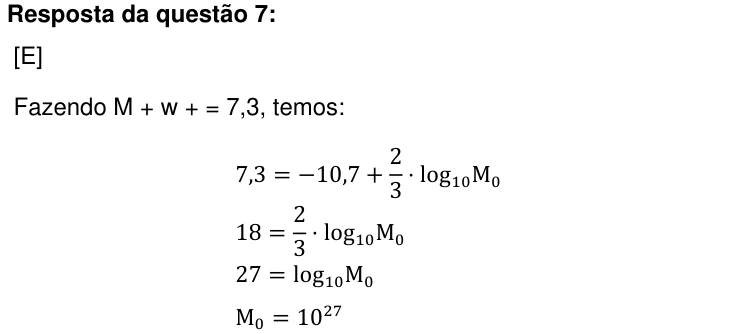 Resposta da questão 7:
[E]
Fazendo M + w + = 7,3, temos:
7,3 = −10,7 + 2/3 · log₁₀M₀
18 = 2/3 · log₁₀M₀
27 = log₁₀M₀
M₀ = 10²⁷